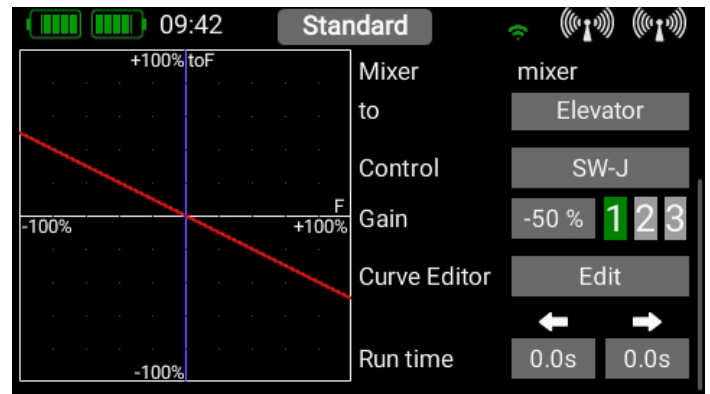 09:42 Standard
+100% toF
Mixer mixer
to Elevator
Control SW-J
F
-100% +100%
Gain -50 % 1 2 3
Curve Editor Edit
Run time 0.0s 0.0s
-100%